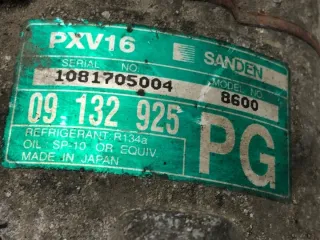 PXV16
SANDEN
SERIAL NO
1081705004
MODEL NO.
8600
09 132 925
PG
REFRIGERANT R134a
OIL: SP-10 OR EQUIV.
MADE IN JAPAN